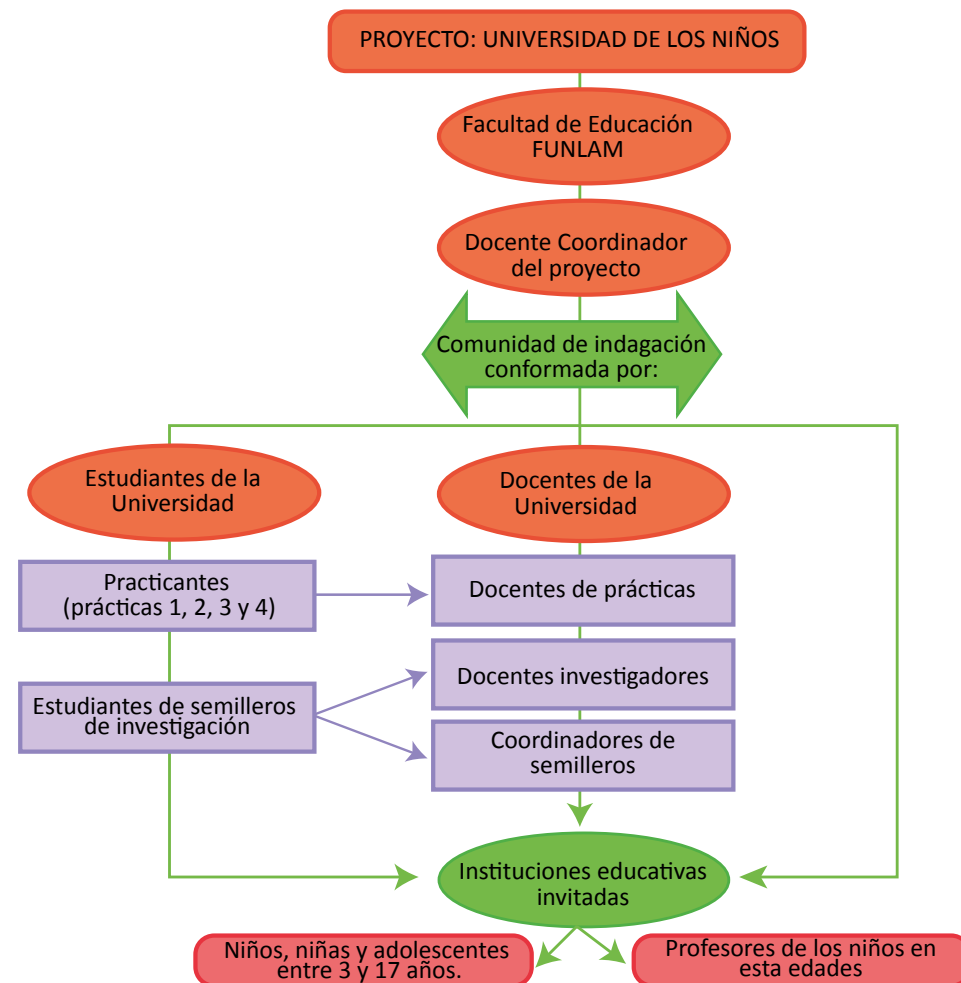 PROYECTO: UNIVERSIDAD DE LOS NIÑOS
Facultad de Educación
FUNLAM
Docente Coordinador
del proyecto
Comunidad de indagación
conformada por:
Estudiantes de la
Universidad
Docentes de la
Universidad
Practicantes
(prácticas 1, 2, 3 y 4)
Docentes de prácticas
Estudiantes de semilleros
de investigación
Docentes investigadores
Coordinadores de
semilleros
Instituciones educativas
invitadas
Niños, niñas y adolescentes
entre 3 y 17 años.
Profesores de los niños en
esta edades